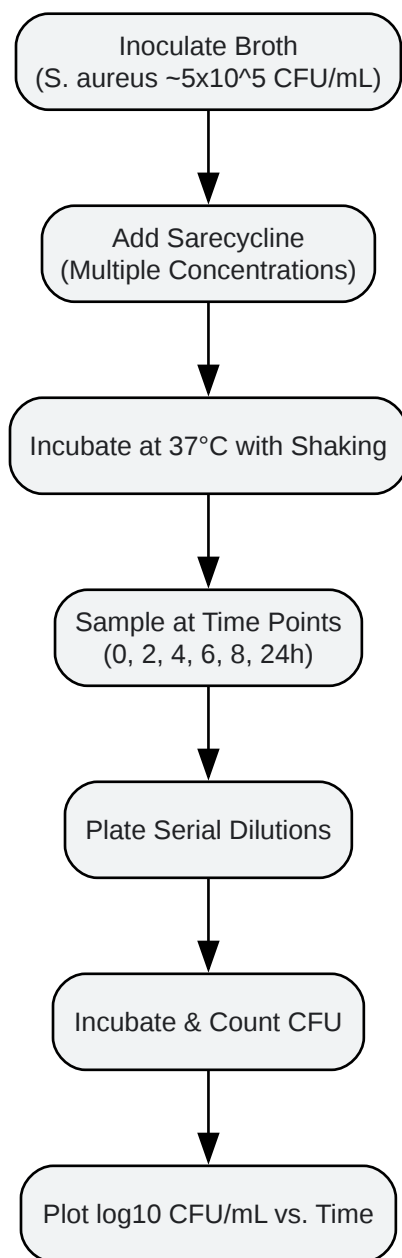 Inoculate Broth
(S. aureus ~5x10^5 CFU/mL)
Add Sarecycline
(Multiple Concentrations)
Incubate at 37°C with Shaking
Sample at Time Points
(0, 2, 4, 6, 8, 24h)
Plate Serial Dilutions
Incubate & Count CFU
Plot log10 CFU/mL vs. Time